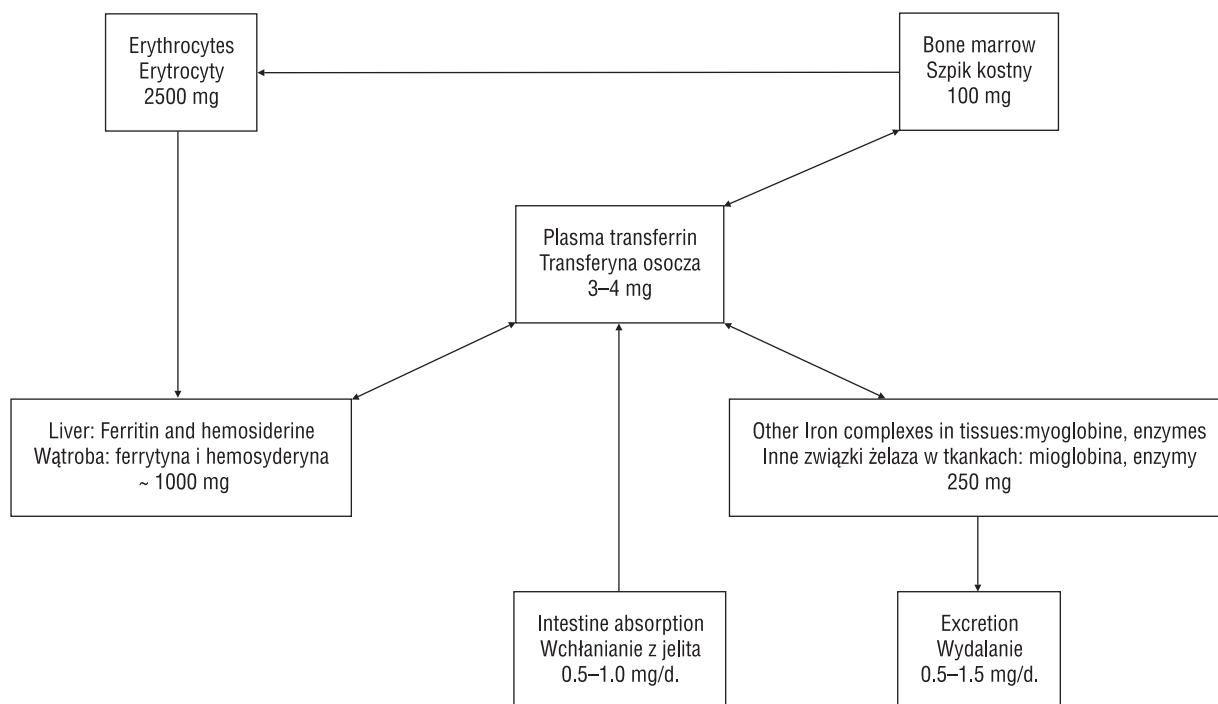 Erythrocytes
Erytrocyty
2500 mg
Bone marrow
Szpik kostny
100 mg
Plasma transferrin
Transferyna osocza
3–4 mg
Liver: Ferritin and hemosiderine
Wątroba: ferrytyna i hemosyderyna
~ 1000 mg
Other Iron complexes in tissues:myoglobine, enzymes
Inne związki żelaza w tkankach: mioglobina, enzymy
250 mg
Intestine absorption
Wchłanianie z jelita
0.5–1.0 mg/d.
Excretion
Wydalanie
0.5–1.5 mg/d.